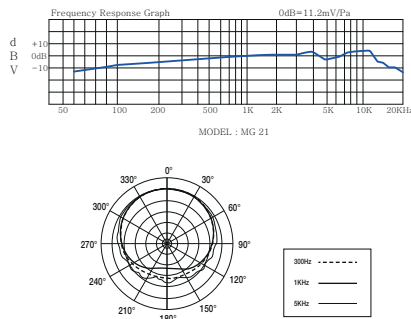 Frequency Response Graph 0dB=11.2mV/Pa
d
B
V
+10
0dB
−10
50 100 200 500 1K 2K 5K 10K 20KHz
MODEL : MG 21
0°
330° 30°
300° 60°
270° 90°
240° 120°
210° 150°
180°
300Hz
1KHz
5KHz